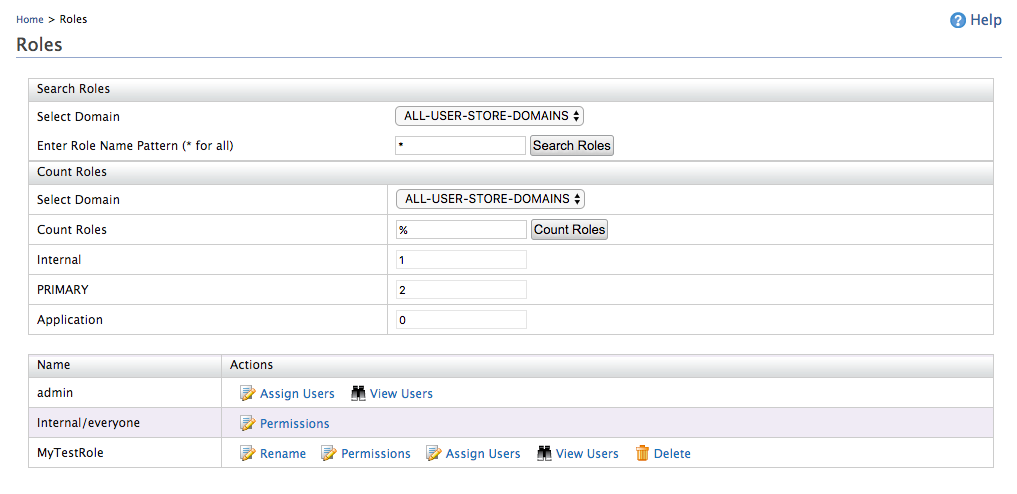 Home > Roles
? Help
Roles
Search Roles
Select Domain ALL-USER-STORE-DOMAINS
Enter Role Name Pattern (* for all) * Search Roles
Count Roles
Select Domain ALL-USER-STORE-DOMAINS
Count Roles % Count Roles
Internal 1
PRIMARY 2
Application 0
Name Actions
admin Assign Users View Users
Internal/everyone Permissions
MyTestRole Rename Permissions Assign Users View Users Delete